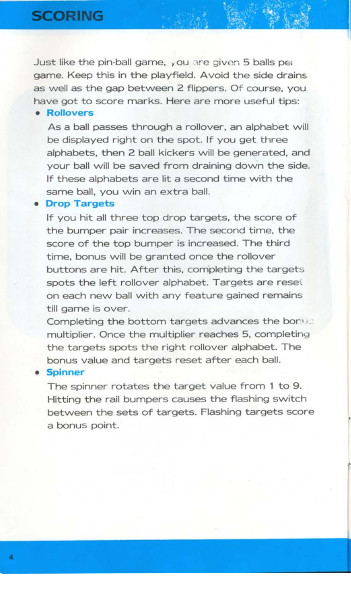 SCORING
Just like the pin-ball game, you are given 5 balls per
game. Keep this in the playfield. Avoid the side drains
as well as the gap between 2 flippers. Of course, you
have got to score marks. Here are more useful tips:
• Rollovers
As a ball passes through a rollover, an alphabet will
be displayed right on the spot. If you get three
alphabets, then 2 ball kickers will be generated, and
your ball will be saved from draining down the side.
If these alphabets are lit a second time with the
same ball, you win an extra ball.
• Drop Targets
If you hit all three top drop targets, the score of
the bumper pair increases. The second time, the
score of the top bumper is increased. The third
time, bonus will be granted once the rollover
buttons are hit. After this, completing the targets
spots the left rollover alphabet. Targets are reset
on each new ball with any feature gained remains
till game is over.
Completing the bottom targets advances the bonus
multiplier. Once the multiplier reaches 5, completing
the targets spots the right rollover alphabet. The
bonus value and targets reset after each ball.
• Spinner
The spinner rotates the target value from 1 to 9.
Hitting the rail bumpers causes the flashing switch
between the sets of targets. Flashing targets score
a bonus point.
4